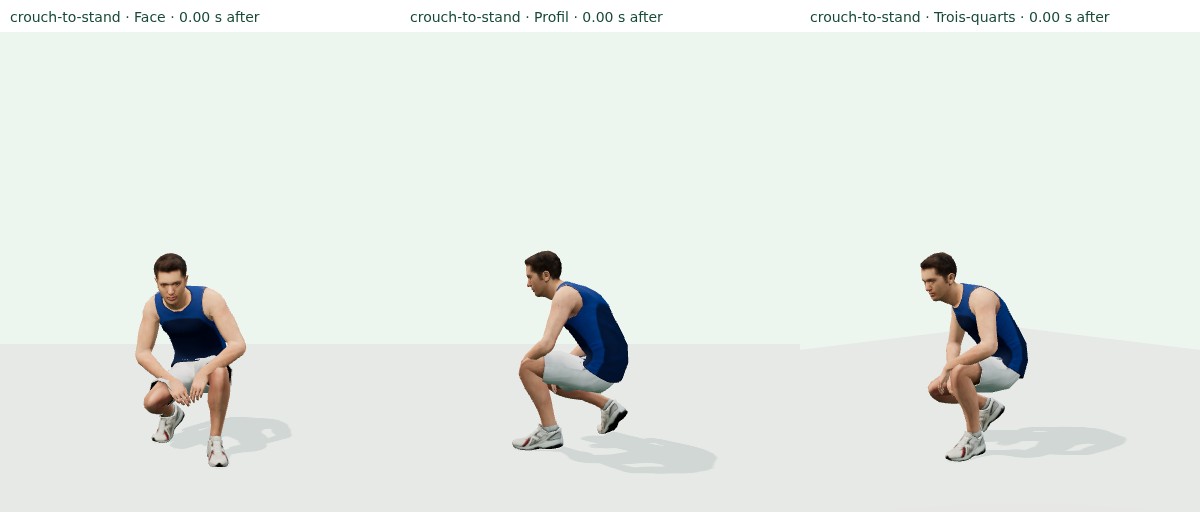 crouch-to-stand · Face · 0.00 s after
crouch-to-stand · Profil · 0.00 s after
crouch-to-stand · Trois-quarts · 0.00 s after